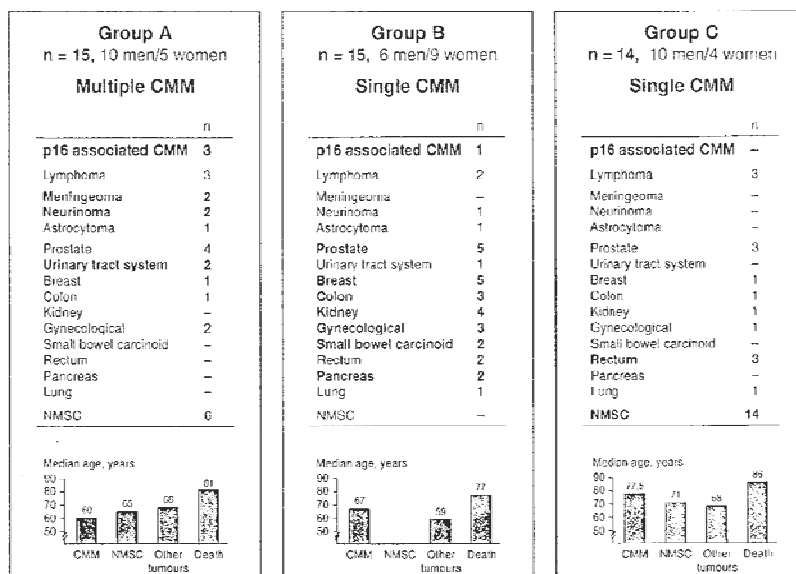 Group A
n = 15, 10 men/5 women
Multiple CMM
n
p16 associated CMM 3
Lymphoma 3
Meningeoma 2
Neurinoma 2
Astrocytoma 1
Prostate 4
Urinary tract system 2
Breast 1
Colon 1
Kidney –
Gynecological 2
Small bowel carcinoid –
Rectum –
Pancreas –
Lung –
NMSC 6
Median age, years
90
80
70
60
50
60
65
68
81
CMM NMSC Other Death
tumours
Group B
n = 15, 6 men/9 women
Single CMM
n
p16 associated CMM 1
Lymphoma 2
Meningeoma –
Neurinoma 1
Astrocytoma 1
Prostate 5
Urinary tract system 1
Breast 5
Colon 3
Kidney 4
Gynecological 3
Small bowel carcinoid 2
Rectum 2
Pancreas 2
Lung 1
NMSC –
Median age, years
90
80
70
60
50
67
59
77
CMM NMSC Other Death
tumours
Group C
n = 14, 10 men/4 women
Single CMM
n
p16 associated CMM –
Lymphoma 3
Meningeoma –
Neurinoma –
Astrocytoma –
Prostate 3
Urinary tract system –
Breast 1
Colon 1
Kidney 1
Gynecological 1
Small bowel carcinoid –
Rectum 3
Pancreas –
Lung 1
NMSC 14
Median age, years
90
80
70
60
50
77,5
71
68
86
CMM NMSC Other Death
tumours